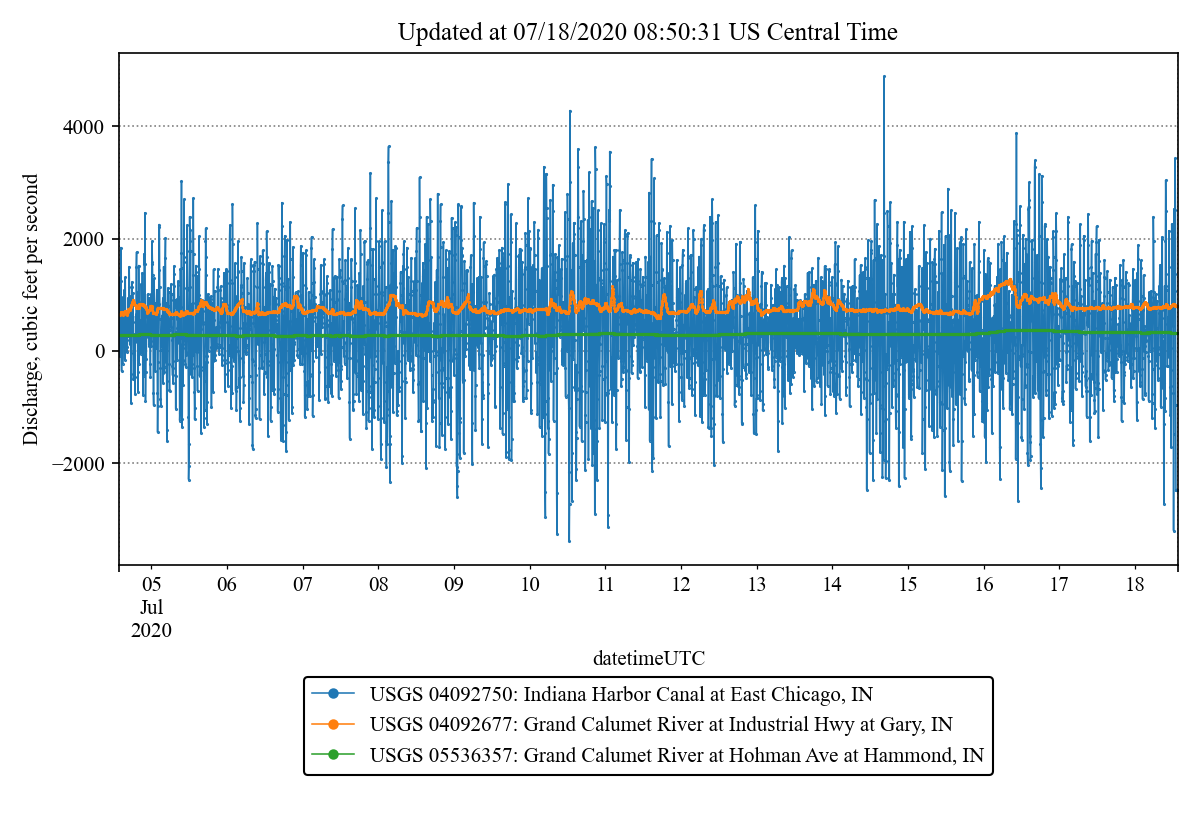 Updated at 07/18/2020 08:50:31 US Central Time
Discharge, cubic feet per second
4000
2000
0
−2000
05 06 07 08 09 10 11 12 13 14 15 16 17 18
Jul
2020
datetimeUTC
USGS 04092750: Indiana Harbor Canal at East Chicago, IN
USGS 04092677: Grand Calumet River at Industrial Hwy at Gary, IN
USGS 05536357: Grand Calumet River at Hohman Ave at Hammond, IN